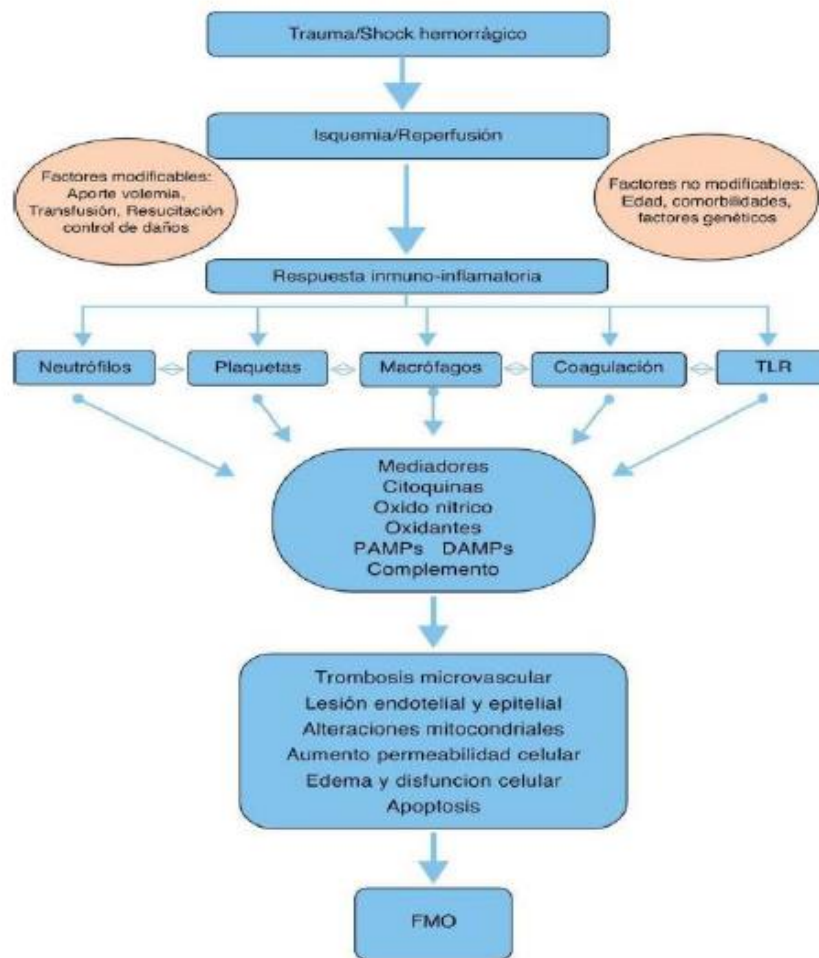 Trauma/Shock hemorrágico
Isquemia/Reperfusión
Factores modificables:
Aporte volemia,
Transfusión, Resucitación
control de daños
Factores no modificables:
Edad, comorbilidades,
factores genéticos
Respuesta inmuno-inflamatoria
Neutrófilos
Plaquetas
Macrófagos
Coagulación
TLR
Mediadores
Citoquinas
Oxido nítrico
Oxidantes
PAMPs DAMPs
Complemento
Trombosis microvascular
Lesión endotelial y epitelial
Alteraciones mitocondriales
Aumento permeabilidad celular
Edema y disfuncion celular
Apoptosis
FMO